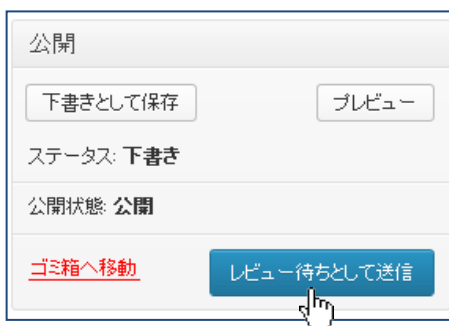 公開
下書きとして保存 プレビュー
ステータス: 下書き
公開状態: 公開
ゴミ箱へ移動 レビュー待ちとして送信